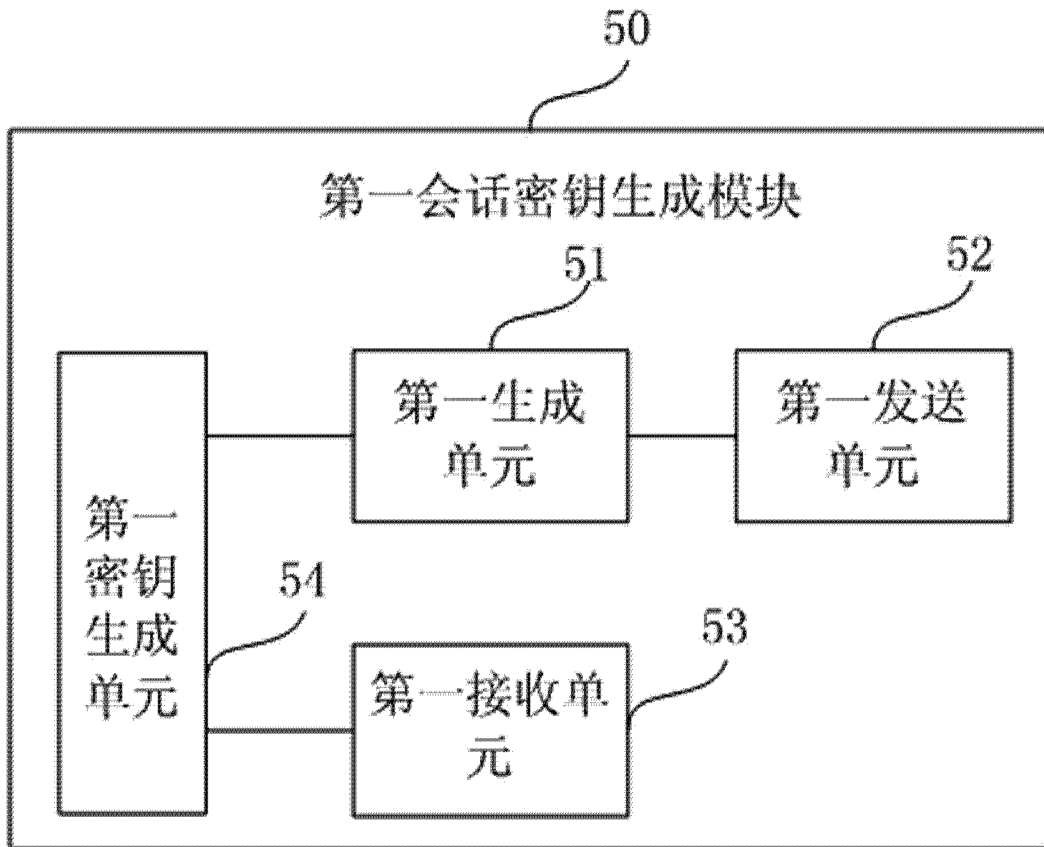 50
第一会话密钥生成模块
51
52
第一生成
单元
第一发送
单元
第一
密钥
生成
单元
54
53
第一接收单
元